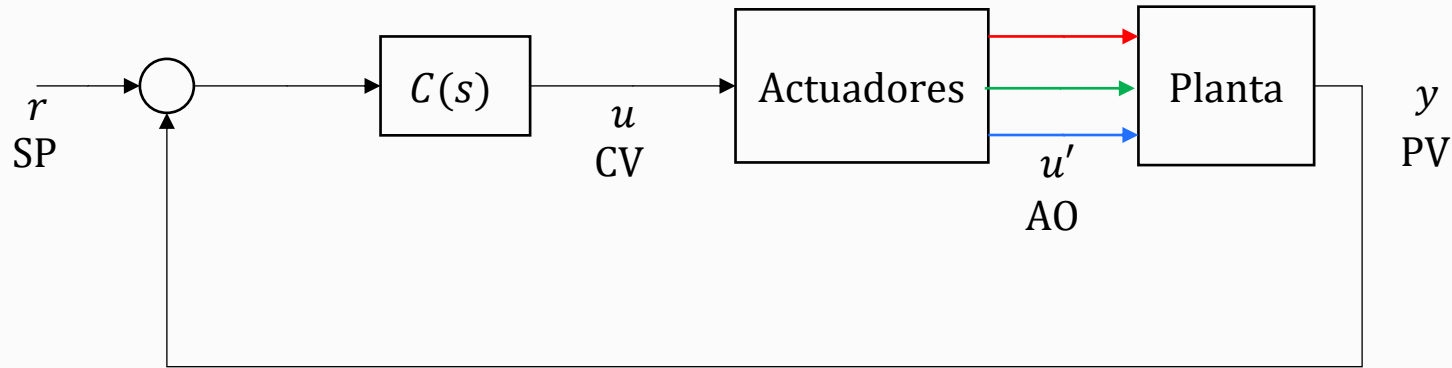 r
SP
C(s)
u
CV
Actuadores
u′
AO
Planta
y
PV